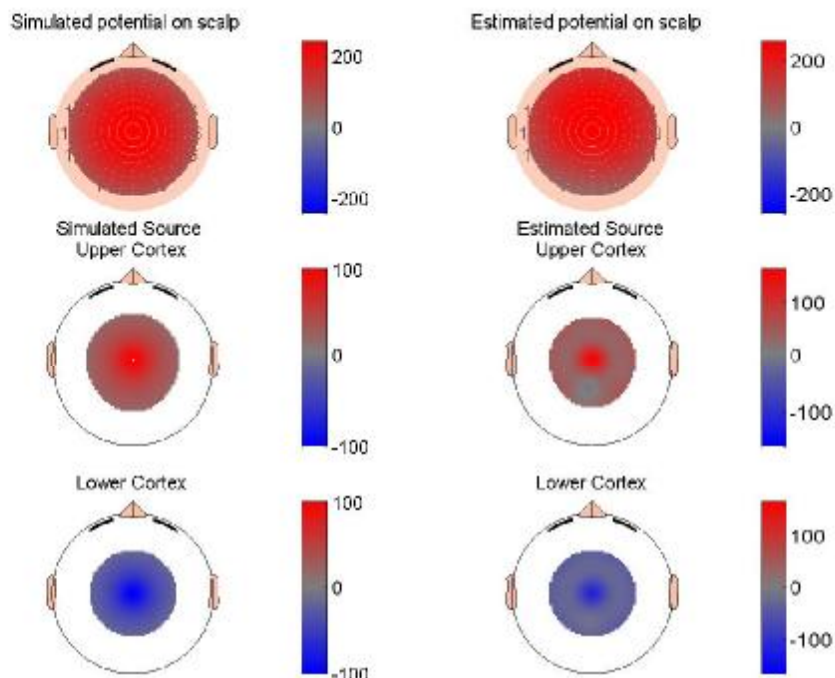 Simulated potential on scalp
200
0
-200
Estimated potential on scalp
200
0
-200
Simulated Source
Upper Cortex
100
0
-100
Estimated Source
Upper Cortex
100
0
-100
Lower Cortex
100
0
-100
Lower Cortex
100
0
-100